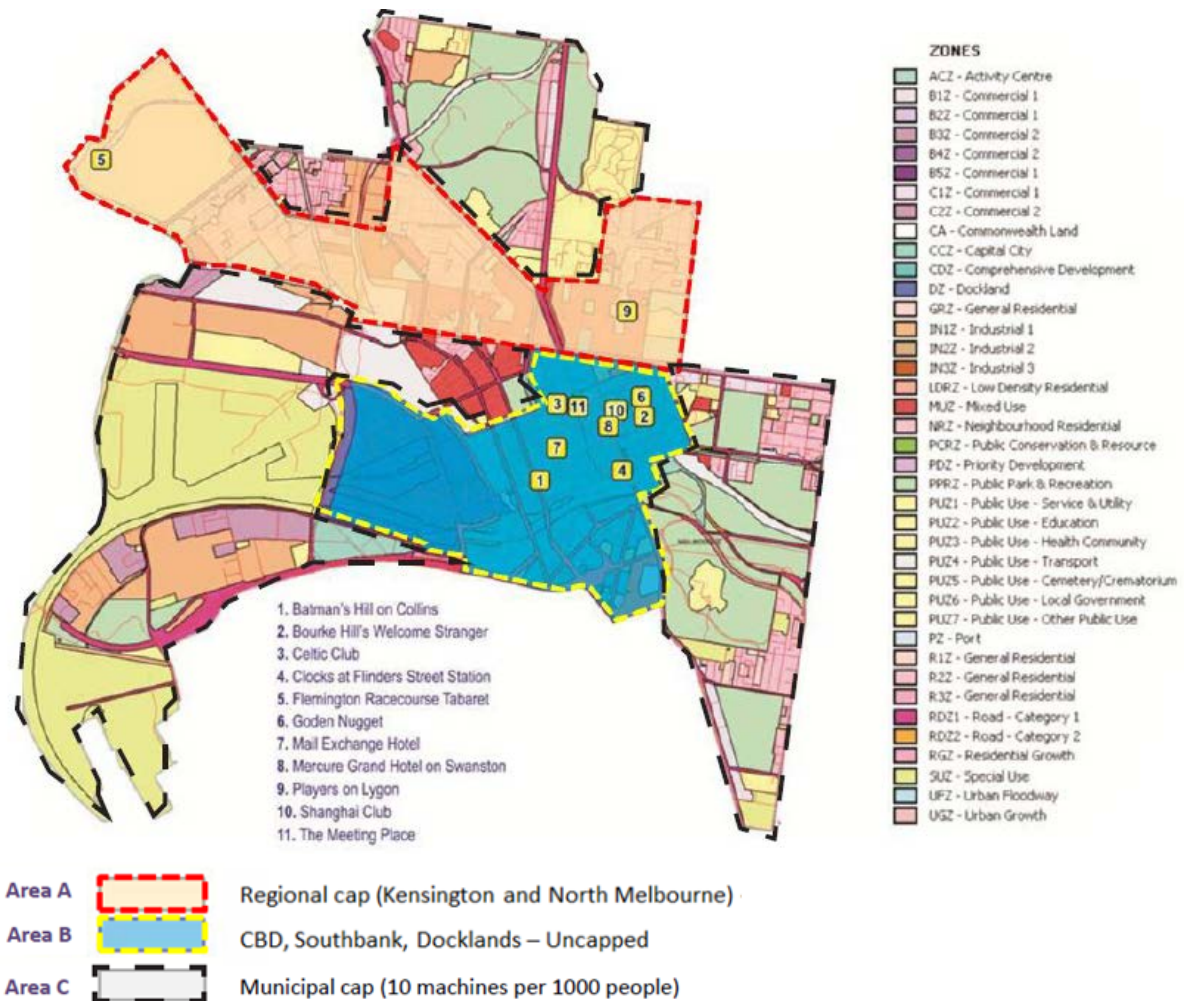 ZONES
ACZ - Activity Centre
B1Z - Commercial 1
B2Z - Commercial 1
B3Z - Commercial 2
B4Z - Commercial 2
B5Z - Commercial 1
C1Z - Commercial 1
C2Z - Commercial 2
CA - Commonwealth Land
CCZ - Capital City
CDZ - Comprehensive Development
DZ - Dockland
GRZ - General Residential
IN1Z - Industrial 1
IN2Z - Industrial 2
IN3Z - Industrial 3
LDRZ - Low Density Residential
MUZ - Mixed Use
NRZ - Neighbourhood Residential
PCRZ - Public Conservation & Resource
PDZ - Priority Development
PPRZ - Public Park & Recreation
PUZ1 - Public Use - Service & Utility
PUZ2 - Public Use - Education
PUZ3 - Public Use - Health Community
PUZ4 - Public Use - Transport
PUZ5 - Public Use - Cemetery/Crematorium
PUZ6 - Public Use - Local Government
PUZ7 - Public Use - Other Public Use
PZ - Port
R1Z - General Residential
R2Z - General Residential
R3Z - General Residential
RDZ1 - Road - Category 1
RDZ2 - Road - Category 2
RGZ - Residential Growth
SUZ - Special Use
UFZ - Urban Floodway
UGZ - Urban Growth
5
9
3 11 10 6
8 2
7
1 4
1. Batman's Hill on Collins
2. Bourke Hill's Welcome Stranger
3. Celtic Club
4. Clocks at Flinders Street Station
5. Flemington Racecourse Tabaret
6. Goden Nugget
7. Mail Exchange Hotel
8. Mercure Grand Hotel on Swanston
9. Players on Lygon
10. Shanghai Club
11. The Meeting Place
Area A Regional cap (Kensington and North Melbourne)
Area B CBD, Southbank, Docklands – Uncapped
Area C Municipal cap (10 machines per 1000 people)